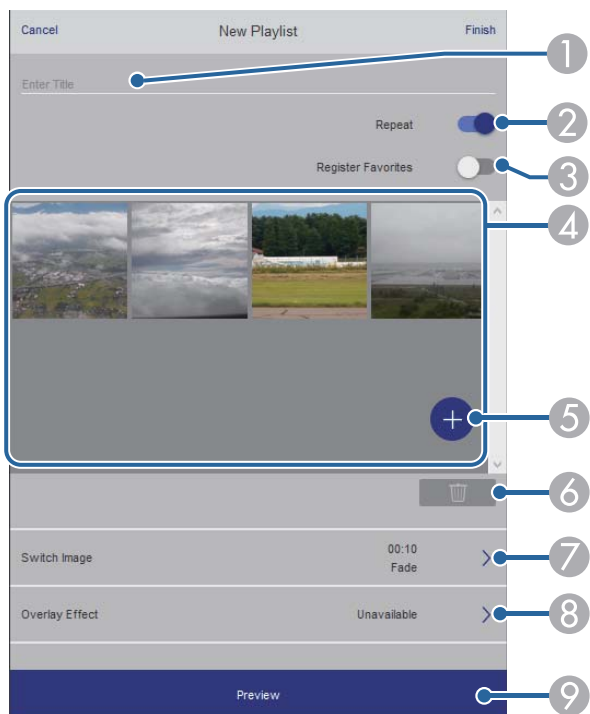 Cancel New Playlist Finish
1
Enter Title
Repeat 2
Register Favorites 3
4
5
6
Switch Image 00:10 Fade 7
Overlay Effect Unavailable 8
Preview 9